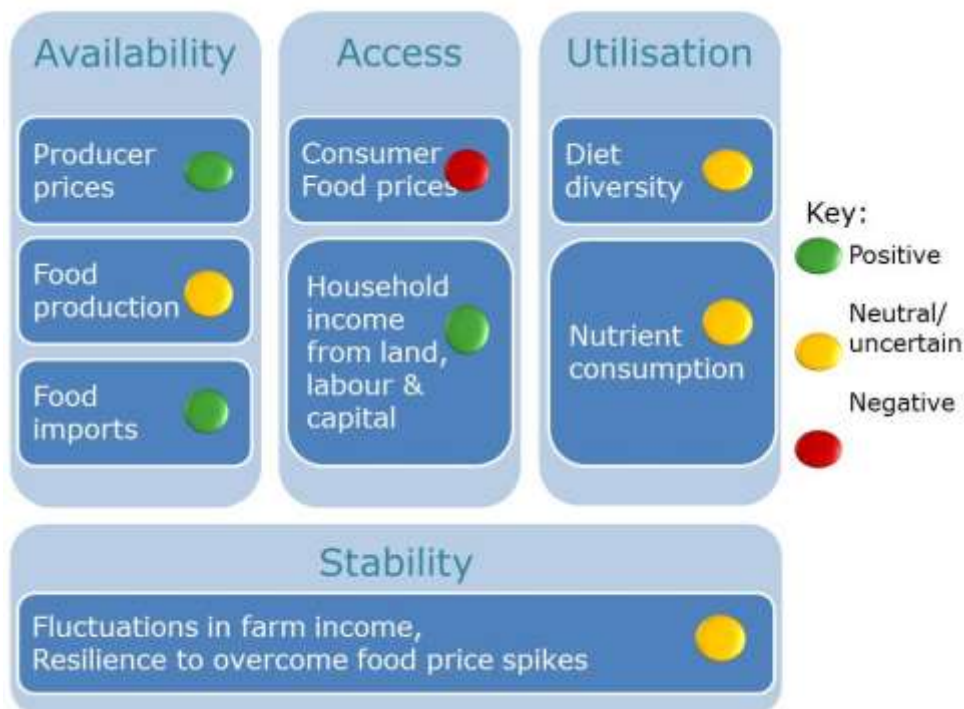 Availability
Producer
prices
Food
production
Food
imports
Access
Consumer
Food prices
Household
income
from land,
labour &
capital
Utilisation
Diet
diversity
Nutrient
consumption
Key:
Positive
Neutral/
uncertain
Negative
Stability
Fluctuations in farm income,
Resilience to overcome food price spikes